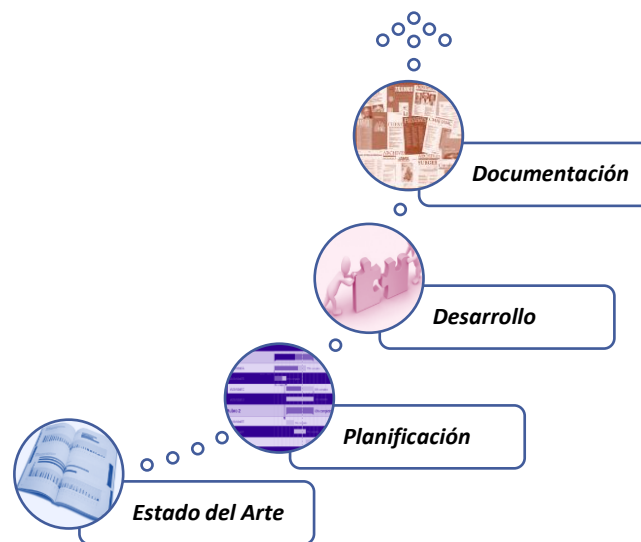 Documentación
Desarrollo
Planificación
Estado del Arte